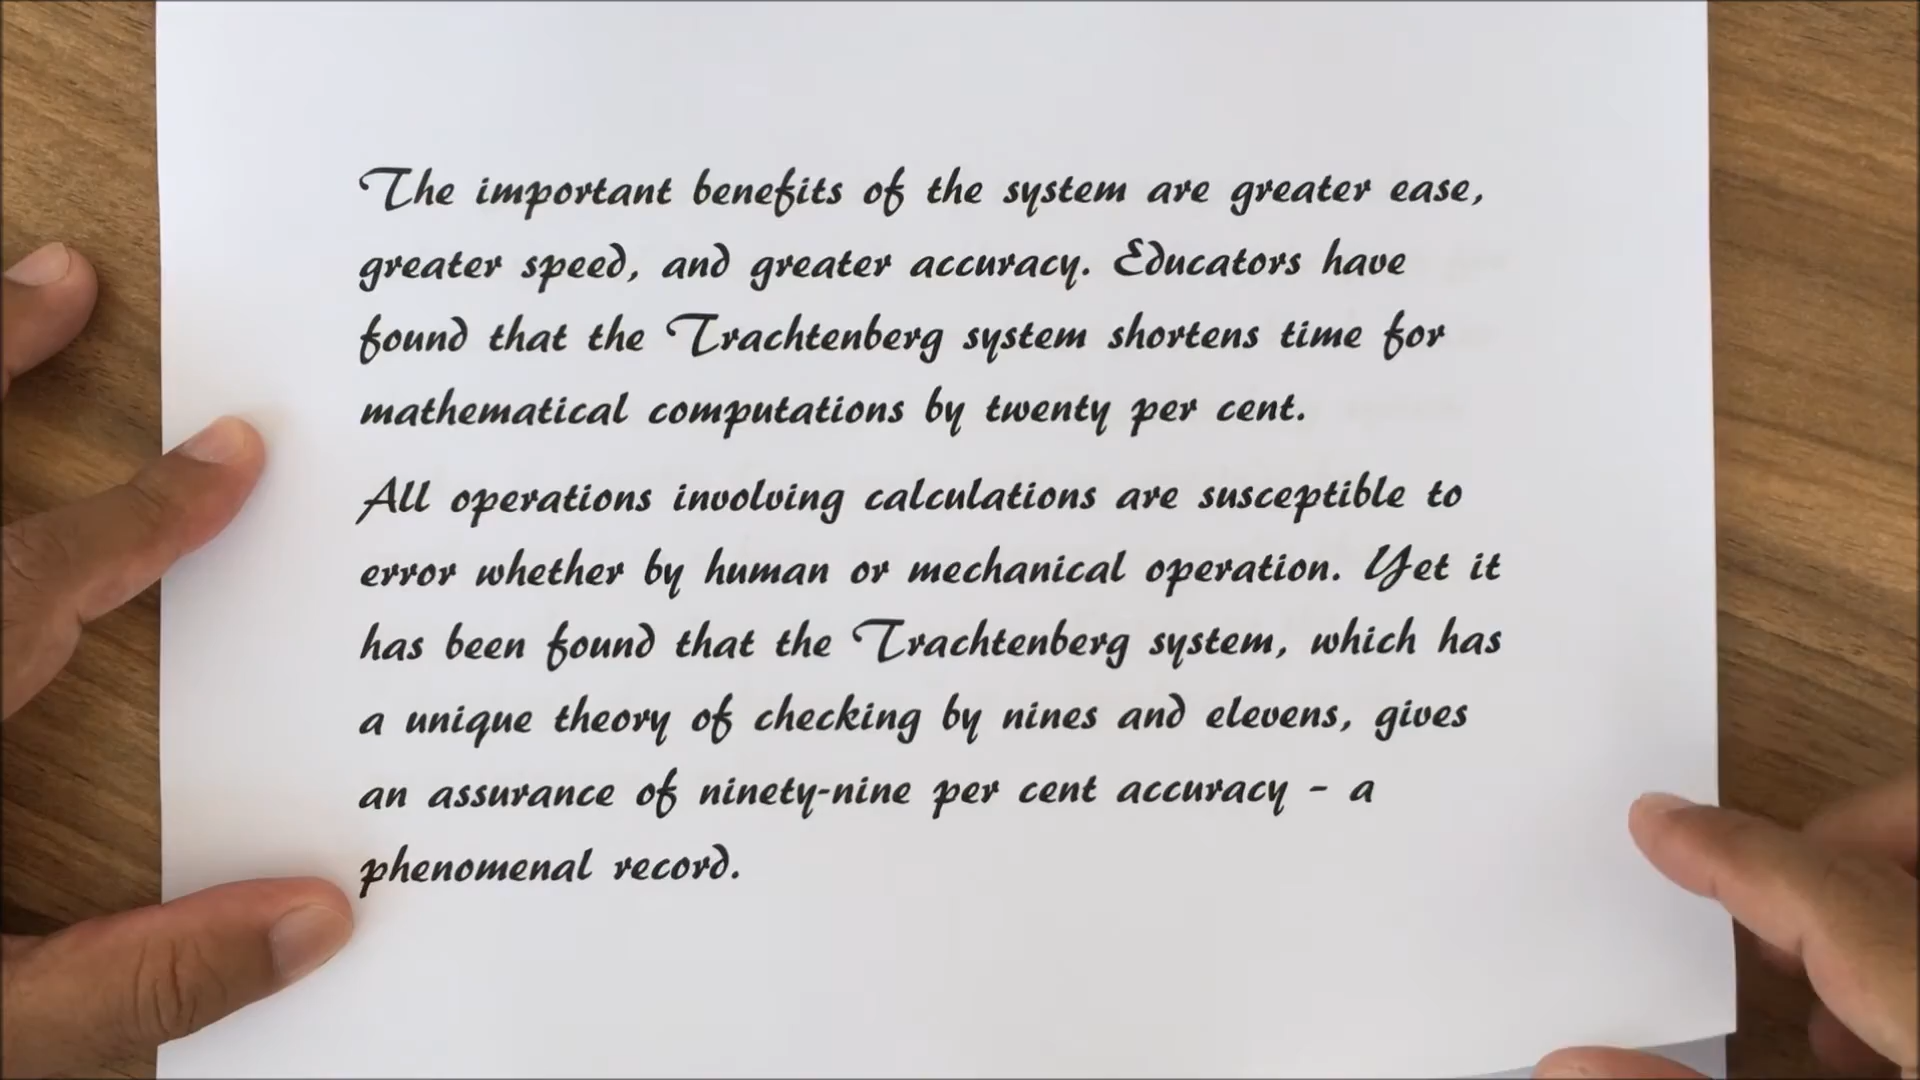 The important benefits of the system are greater ease,
greater speed, and greater accuracy. Educators have
found that the Trachtenberg system shortens time for
mathematical computations by twenty per cent.
All operations involving calculations are susceptible to
error whether by human or mechanical operation. Yet it
has been found that the Trachtenberg system, which has
a unique theory of checking by nines and elevens, gives
an assurance of ninety-nine per cent accuracy - a
phenomenal record.